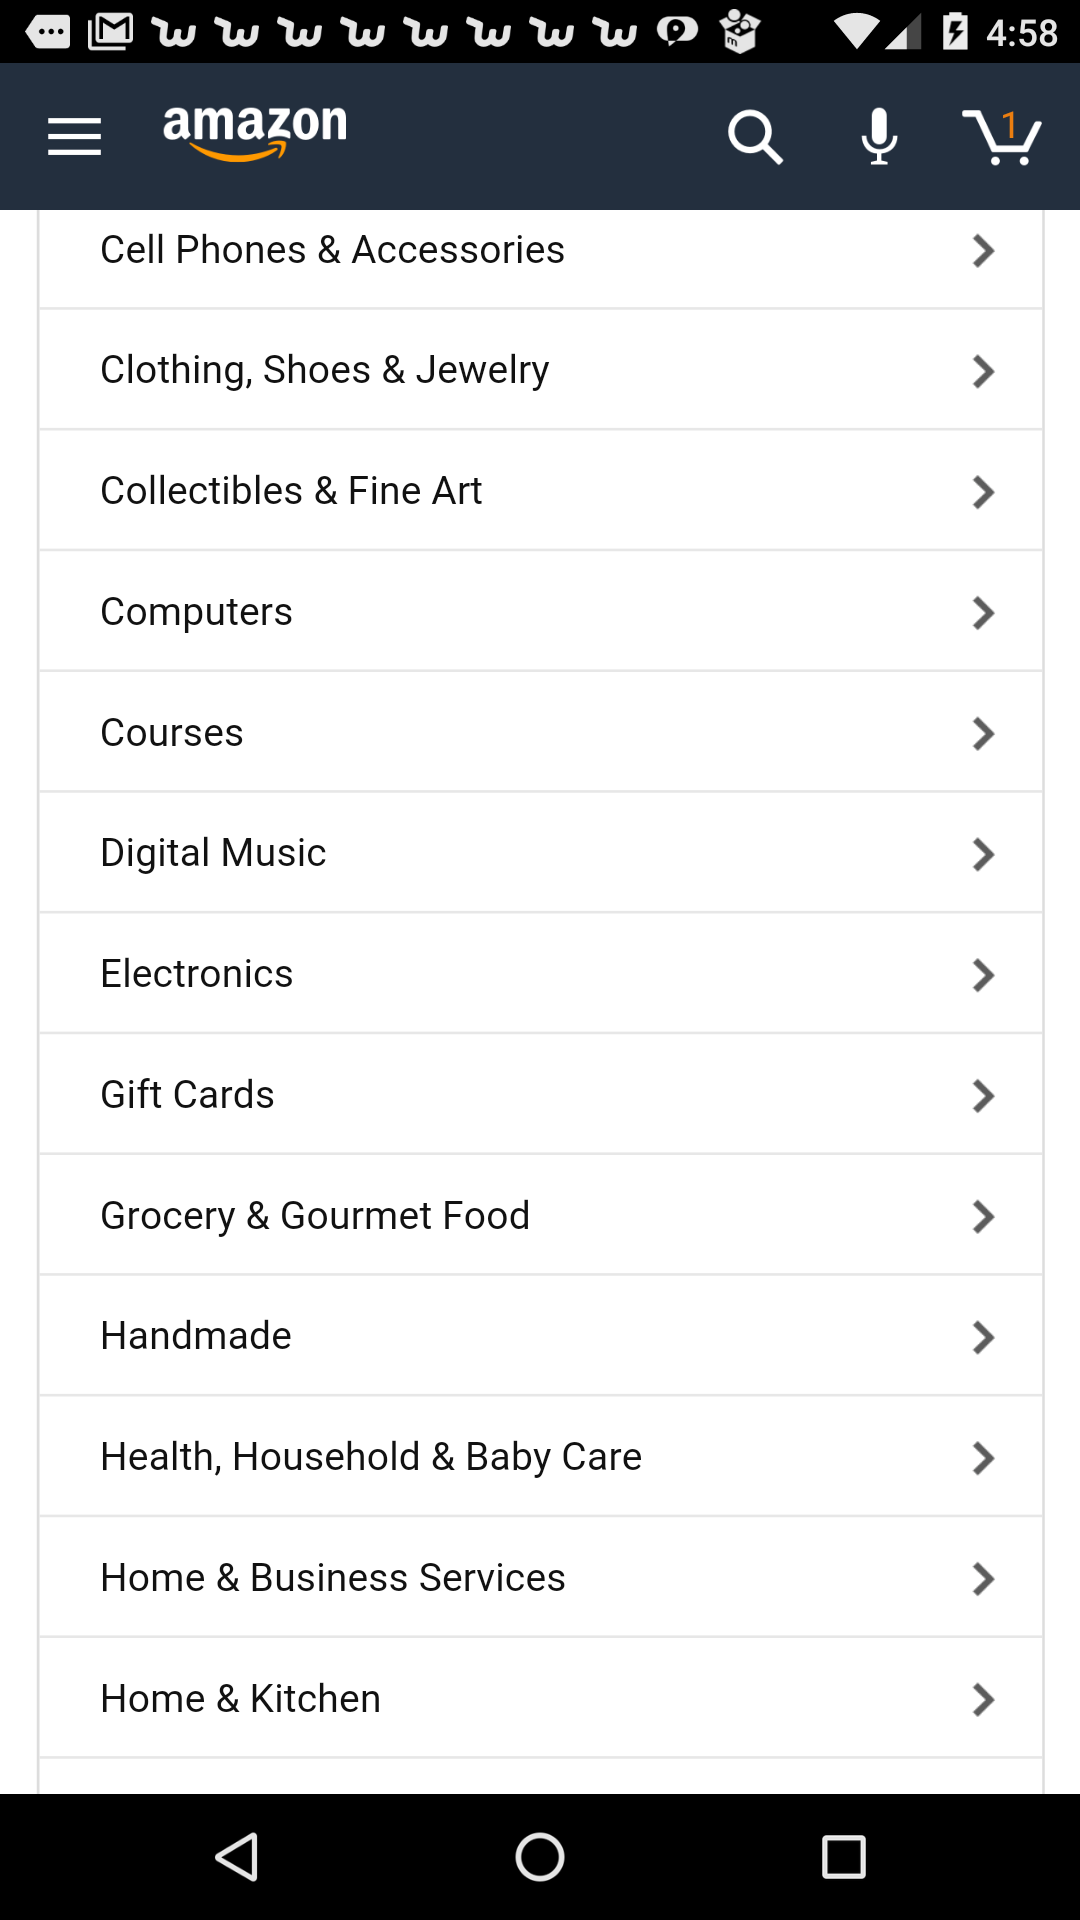 4:58
amazon
1
Cell Phones & Accessories
Clothing, Shoes & Jewelry
Collectibles & Fine Art
Computers
Courses
Digital Music
Electronics
Gift Cards
Grocery & Gourmet Food
Handmade
Health, Household & Baby Care
Home & Business Services
Home & Kitchen